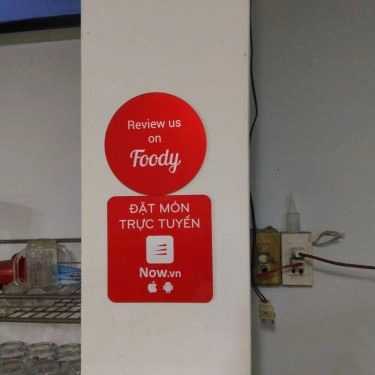 Review us
on
Foody
ĐẶT MÓN
TRỰC TUYẾN
Now.vn